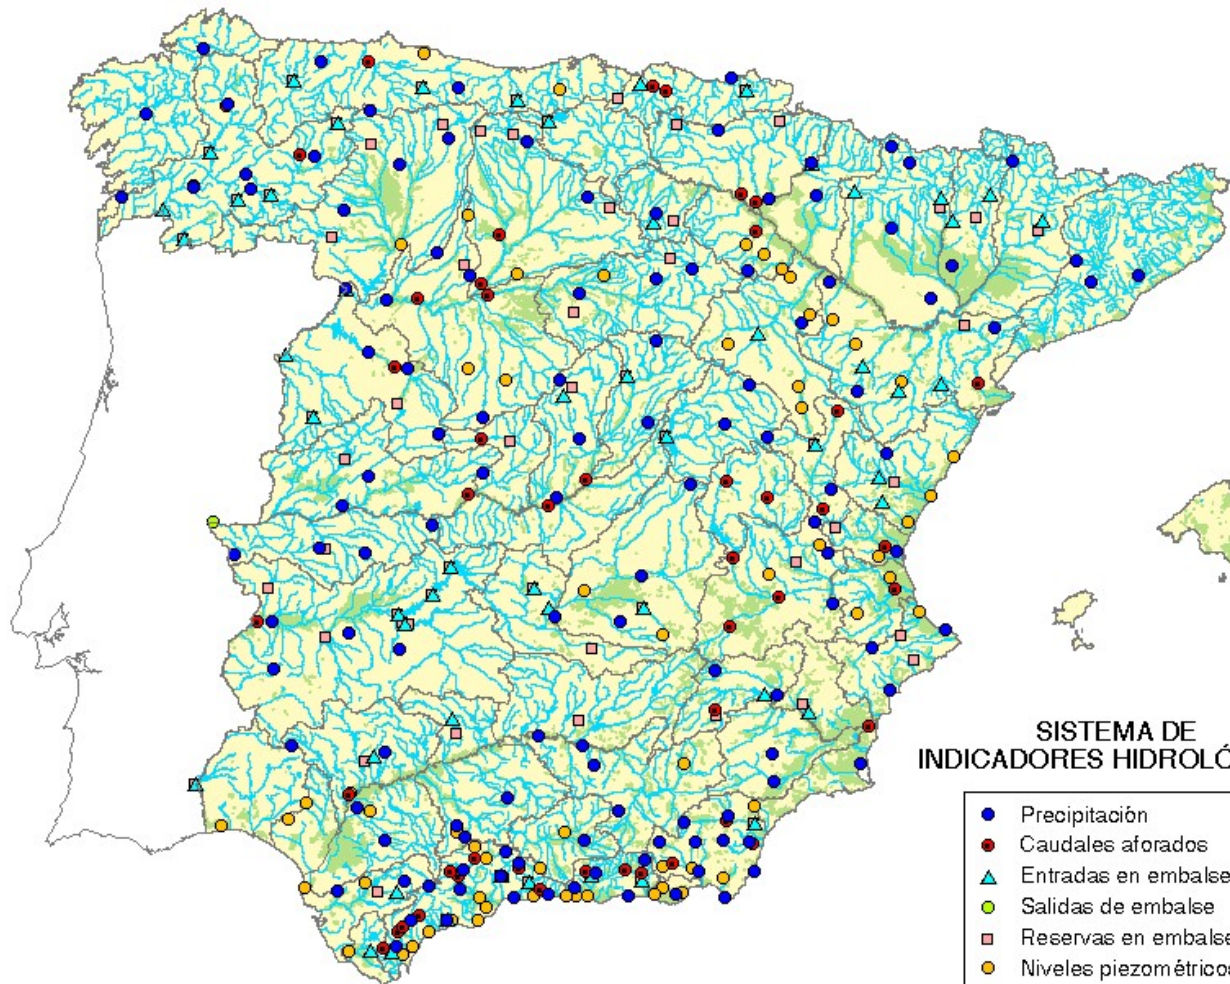 SISTEMA DE
INDICADORES HIDROLÓ
Precipitación
Caudales aforados
Entradas en embalse
Salidas de embalse
Reservas en embalse
Niveles piezométricos